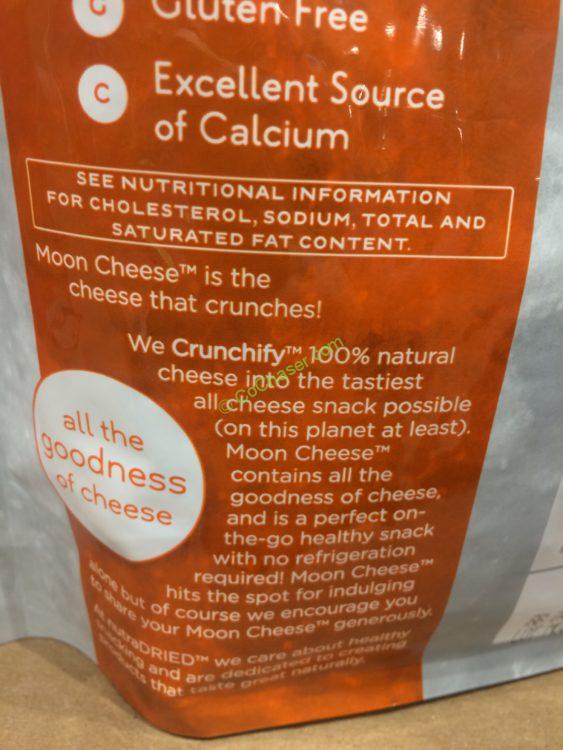 G Gluten Free
C Excellent Source
of Calcium
SEE NUTRITIONAL INFORMATION
FOR CHOLESTEROL, SODIUM, TOTAL AND
SATURATED FAT CONTENT.
Moon Cheese™ is the
cheese that crunches!
We Crunchify™ 100% natural
cheese into the tastiest
all cheese snack possible
(on this planet at least).
Moon Cheese™
contains all the
goodness of cheese,
and is a perfect on-
the-go healthy snack
with no refrigeration
required! Moon Cheese™
hits the spot for indulging
alone but of course we encourage you
to share your Moon Cheese™ generously.
At nutraDRIED™ we care about healthy
snacking and are dedicated to creating
products that taste great naturally.
all the
goodness
of cheese
© CoChaser.com